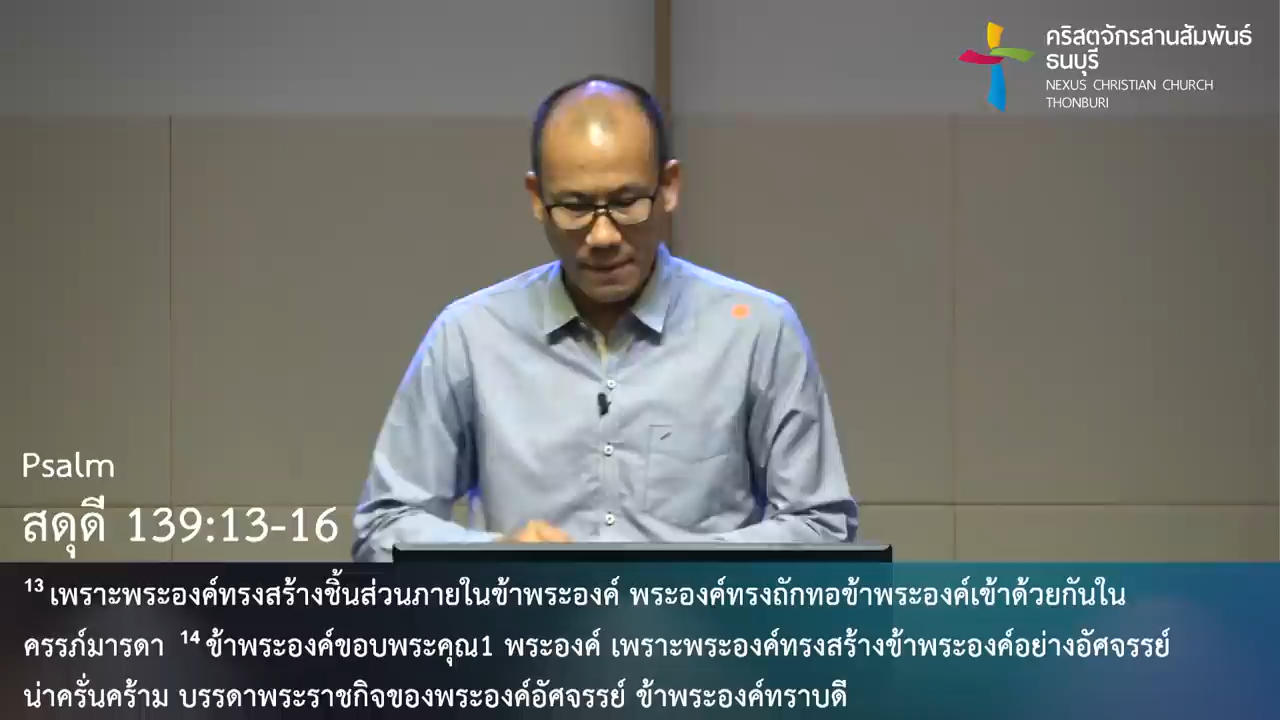 คริสตจักรสานสัมพันธ์
ธนบุรี
NEXUS CHRISTIAN CHURCH
THONBURI
Psalm
สดุดี 139:13-16
13 เพราะพระองค์ทรงสร้างชิ้นส่วนภายในข้าพระองค์ พระองค์ทรงถักทอข้าพระองค์เข้าด้วยกันใน
ครรภ์มารดา 14 ข้าพระองค์ขอบพระคุณ1 พระองค์ เพราะพระองค์ทรงสร้างข้าพระองค์อย่างอัศจรรย์
น่าครั่นคร้าม บรรดาพระราชกิจของพระองค์อัศจรรย์ ข้าพระองค์ทราบดี